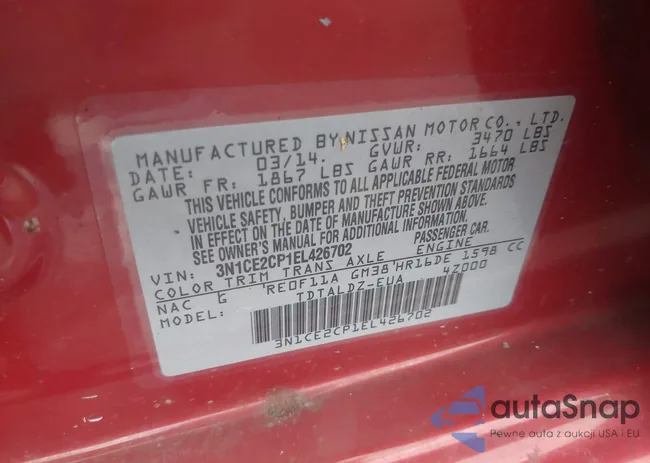 MANUFACTURED BY NISSAN MOTOR CO., LTD.
DATE: 03/14. GVWR: 3470 LBS
GAWR FR: 1867 LBS GAWR RR: 1664 LBS
THIS VEHICLE CONFORMS TO ALL APPLICABLE FEDERAL MOTOR
VEHICLE SAFETY, BUMPER AND THEFT PREVENTION STANDARDS
IN EFFECT ON THE DATE OF MANUFACTURE SHOWN ABOVE.
SEE OWNER'S MANUAL FOR ADDITIONAL INFORMATION.
VIN: 3N1CE2CP1EL426702 PASSENGER CAR.
COLOR TRIM TRANS AXLE ENGINE
NAC G RE0F11A GM38 HR16DE 1598 CC
MODEL: TDTALDZ-EUA 4Z000
3N1CE2CP1EL426702
autaSnap
Pewne auta z aukcji USA i EU